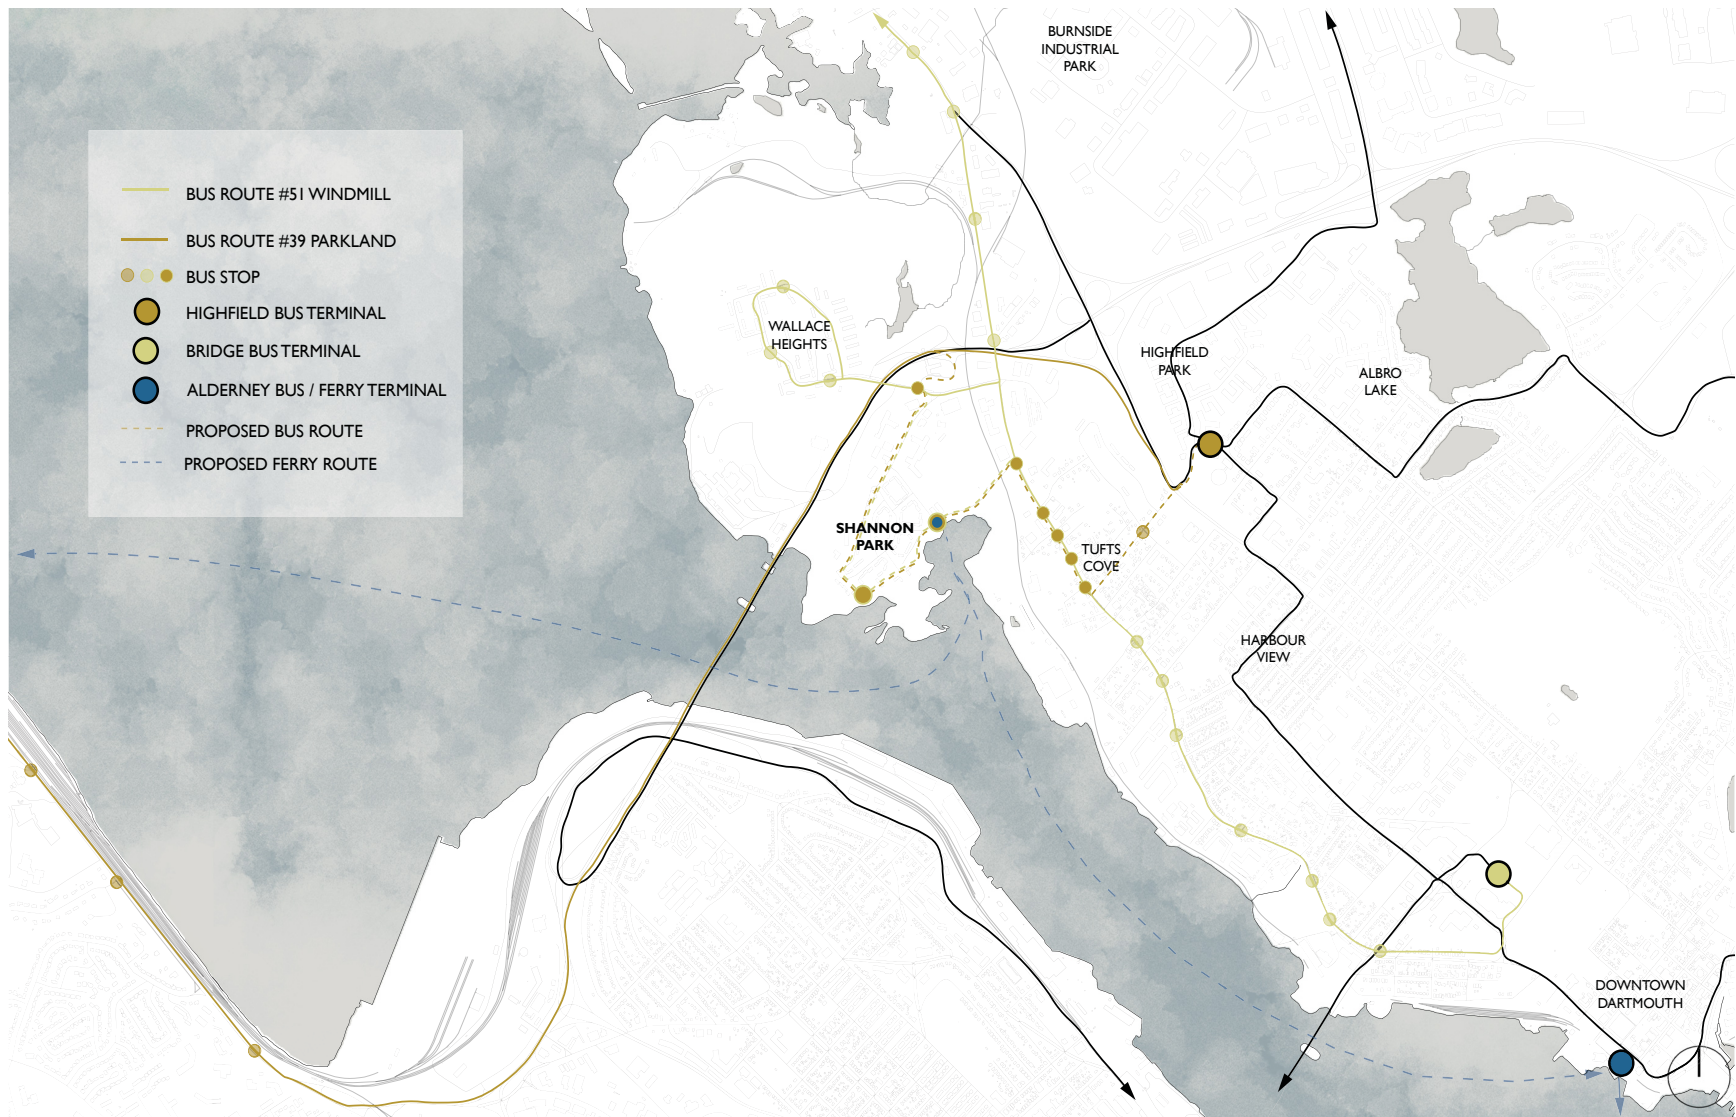 BURNSIDE
INDUSTRIAL
PARK
BUS ROUTE #51 WINDMILL
BUS ROUTE #39 PARKLAND
BUS STOP
HIGHFIELD BUS TERMINAL
BRIDGE BUS TERMINAL
ALDERNEY BUS / FERRY TERMINAL
PROPOSED BUS ROUTE
PROPOSED FERRY ROUTE
WALLACE
HEIGHTS
HIGHFIELD
PARK
ALBRO
LAKE
SHANNON
PARK
TUFTS
COVE
HARBOUR
VIEW
DOWNTOWN
DARTMOUTH